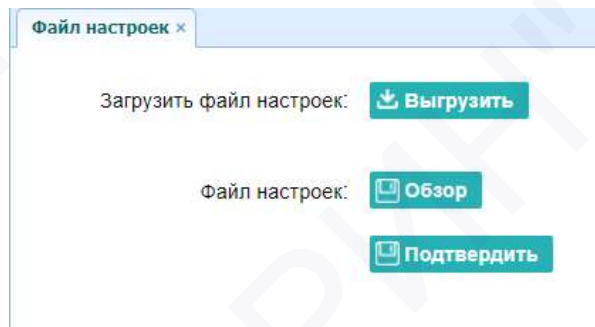 Файл настроек ×
Загрузить файл настроек: Выгрузить
Файл настроек: Обзор
Подтвердить